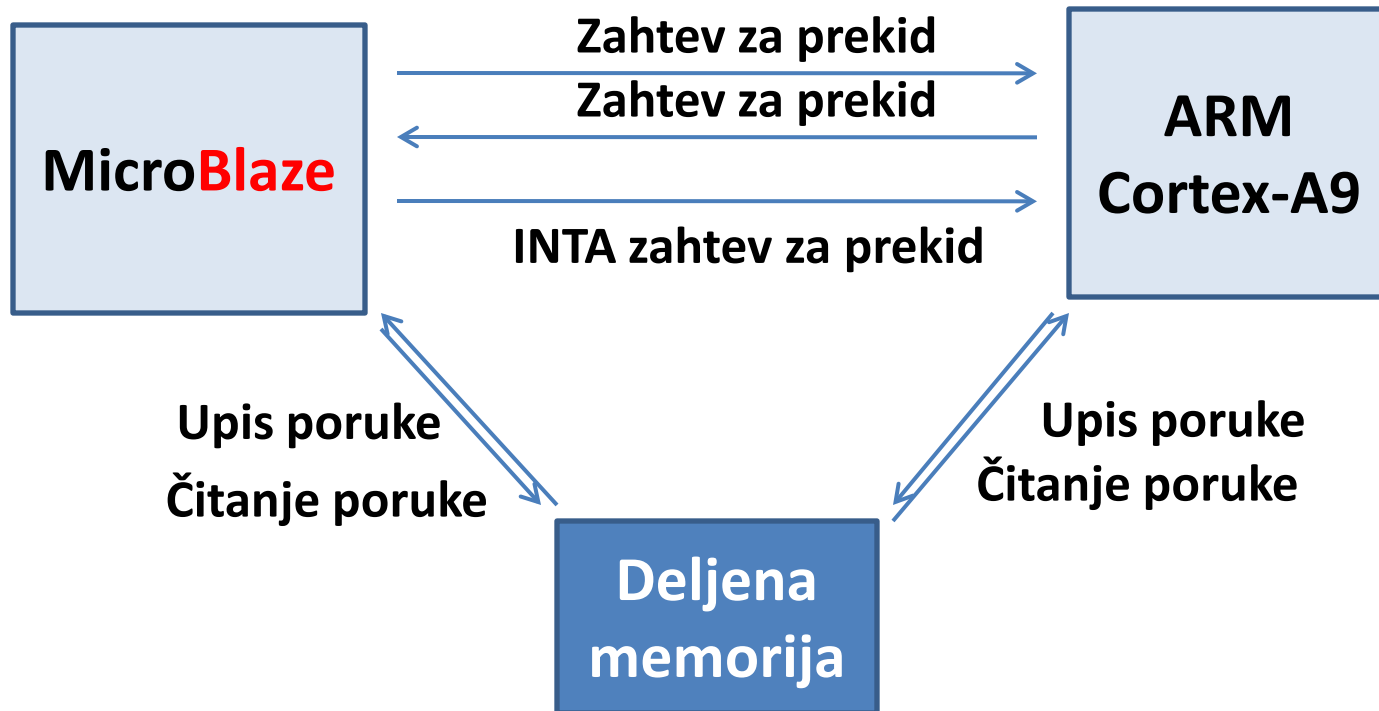 Zahtev za prekid
Zahtev za prekid
MicroBlaze
ARM
Cortex-A9
INTA zahtev za prekid
Upis poruke
Čitanje poruke
Upis poruke
Čitanje poruke
Deljena
memorija